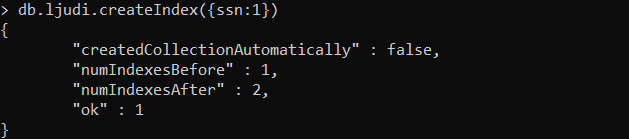 > db.ljudi.createIndex({ssn:1})
{
        "createdCollectionAutomatically" : false,
        "numIndexesBefore" : 1,
        "numIndexesAfter" : 2,
        "ok" : 1
}